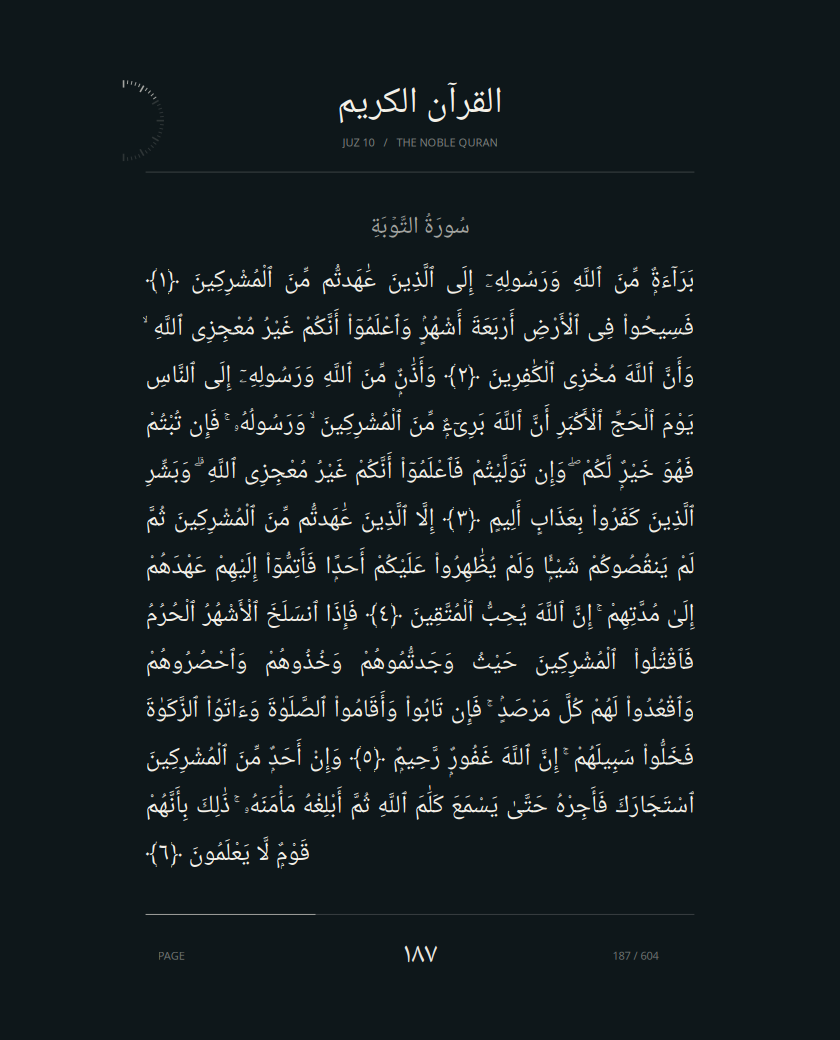 القرآن الكريم
JUZ 10 / THE NOBLE QURAN
سُورَةُ التَّوۡبَةِ
بَرَآءَةٌۭ مِّنَ ٱللَّهِ وَرَسُولِهِۦٓ إِلَى ٱلَّذِينَ عَٰهَدتُّم مِّنَ ٱلْمُشْرِكِينَ ﴿١﴾
فَسِيحُوا۟ فِى ٱلْأَرْضِ أَرْبَعَةَ أَشْهُرٍۢ وَٱعْلَمُوٓا۟ أَنَّكُمْ غَيْرُ مُعْجِزِى ٱللَّهِ ۙ
وَأَنَّ ٱللَّهَ مُخْزِى ٱلْكَٰفِرِينَ ﴿٢﴾ وَأَذَٰنٌۭ مِّنَ ٱللَّهِ وَرَسُولِهِۦٓ إِلَى ٱلنَّاسِ
يَوْمَ ٱلْحَجِّ ٱلْأَكْبَرِ أَنَّ ٱللَّهَ بَرِىٓءٌۭ مِّنَ ٱلْمُشْرِكِينَ ۙ وَرَسُولُهُۥ ۚ فَإِن تُبْتُمْ
فَهُوَ خَيْرٌۭ لَّكُمْ ۖ وَإِن تَوَلَّيْتُمْ فَٱعْلَمُوٓا۟ أَنَّكُمْ غَيْرُ مُعْجِزِى ٱللَّهِ ۗ وَبَشِّرِ
ٱلَّذِينَ كَفَرُوا۟ بِعَذَابٍ أَلِيمٍ ﴿٣﴾ إِلَّا ٱلَّذِينَ عَٰهَدتُّم مِّنَ ٱلْمُشْرِكِينَ ثُمَّ
لَمْ يَنقُصُوكُمْ شَيْـًۭٔا وَلَمْ يُظَٰهِرُوا۟ عَلَيْكُمْ أَحَدًۭا فَأَتِمُّوٓا۟ إِلَيْهِمْ عَهْدَهُمْ
إِلَىٰ مُدَّتِهِمْ ۚ إِنَّ ٱللَّهَ يُحِبُّ ٱلْمُتَّقِينَ ﴿٤﴾ فَإِذَا ٱنسَلَخَ ٱلْأَشْهُرُ ٱلْحُرُمُ
فَٱقْتُلُوا۟ ٱلْمُشْرِكِينَ حَيْثُ وَجَدتُّمُوهُمْ وَخُذُوهُمْ وَٱحْصُرُوهُمْ
وَٱقْعُدُوا۟ لَهُمْ كُلَّ مَرْصَدٍۢ ۚ فَإِن تَابُوا۟ وَأَقَامُوا۟ ٱلصَّلَوٰةَ وَءَاتَوُا۟ ٱلزَّكَوٰةَ
فَخَلُّوا۟ سَبِيلَهُمْ ۚ إِنَّ ٱللَّهَ غَفُورٌۭ رَّحِيمٌۭ ﴿٥﴾ وَإِنْ أَحَدٌۭ مِّنَ ٱلْمُشْرِكِينَ
ٱسْتَجَارَكَ فَأَجِرْهُ حَتَّىٰ يَسْمَعَ كَلَٰمَ ٱللَّهِ ثُمَّ أَبْلِغْهُ مَأْمَنَهُۥ ۚ ذَٰلِكَ بِأَنَّهُمْ
قَوْمٌۭ لَّا يَعْلَمُونَ ﴿٦﴾
PAGE
١٨٧
187 / 604